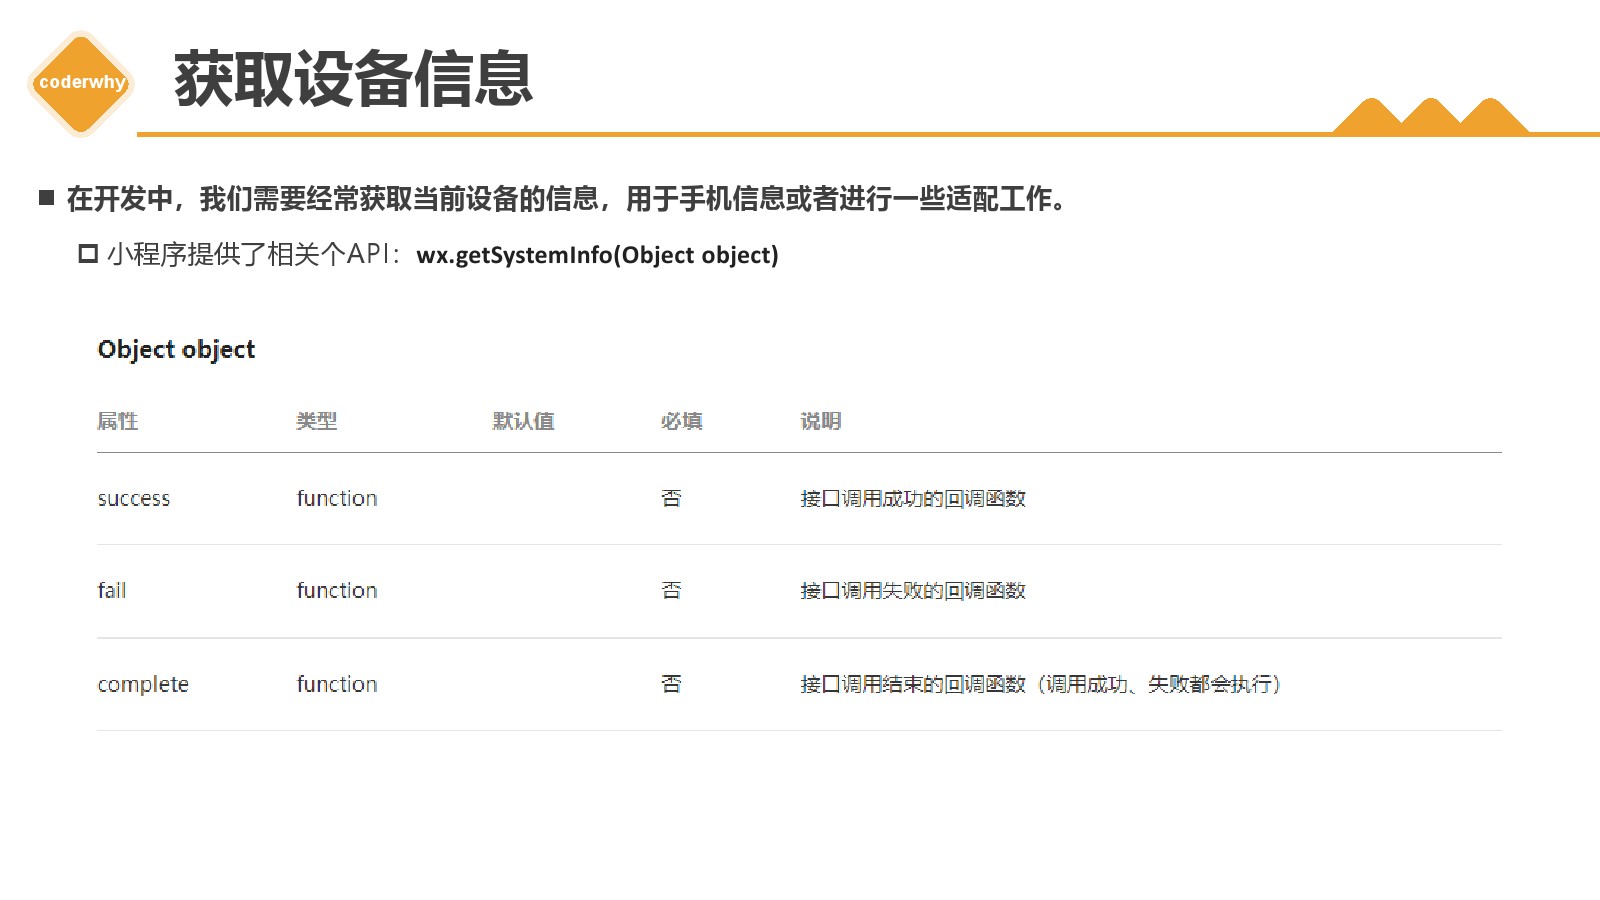 coderwhy
获取设备信息
在开发中，我们需要经常获取当前设备的信息，用于手机信息或者进行一些适配工作。
小程序提供了相关个API：wx.getSystemInfo(Object object)
Object object
属性 类型 默认值 必填 说明
success function 否 接口调用成功的回调函数
fail function 否 接口调用失败的回调函数
complete function 否 接口调用结束的回调函数（调用成功、失败都会执行）